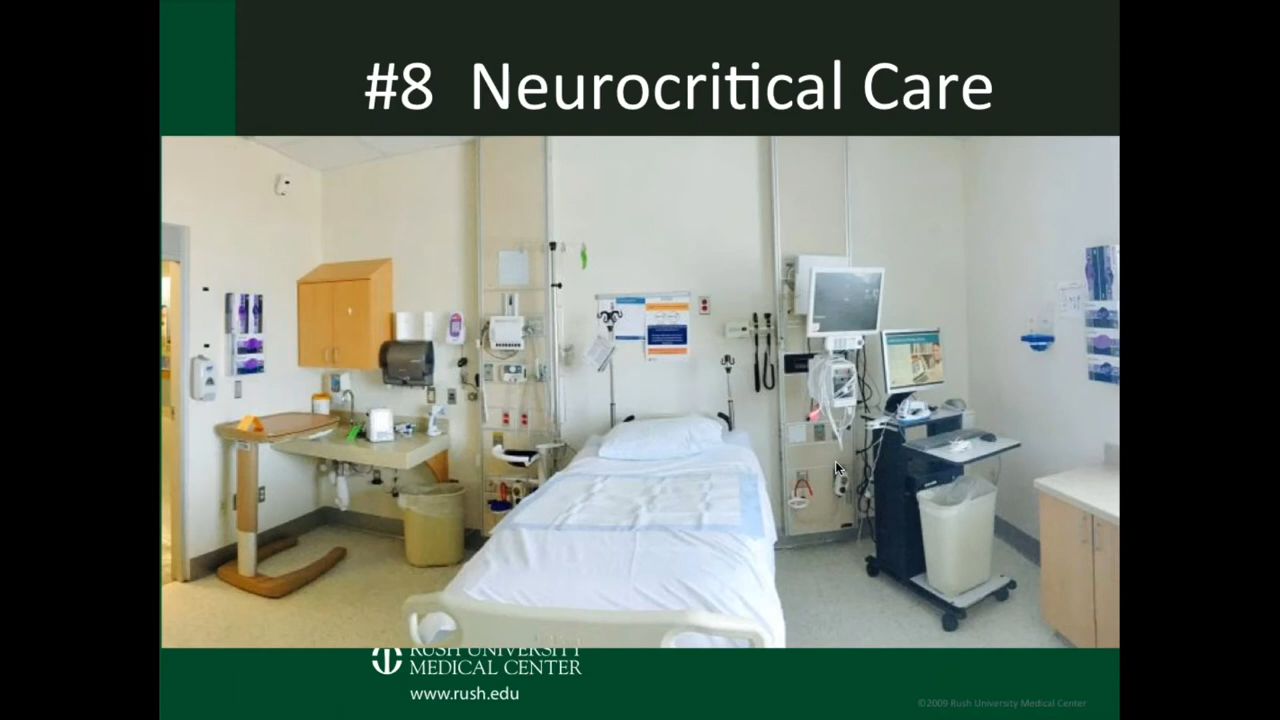 #8 Neurocritical Care
RUSH UNIVERSITY
MEDICAL CENTER
www.rush.edu
©2009 Rush University Medical Center